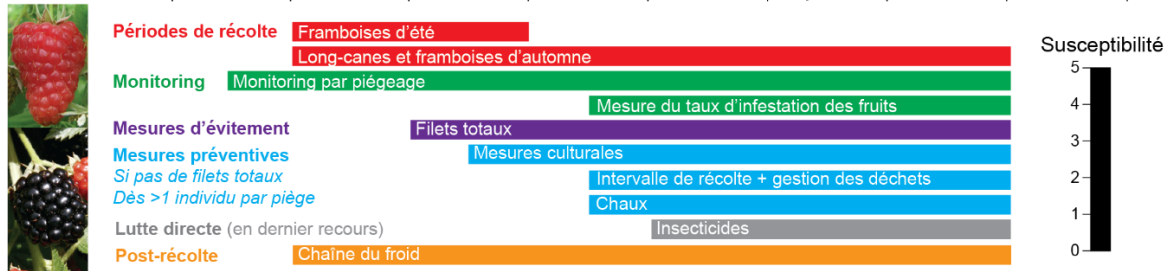 Périodes de récolte Framboises d'été
Long-canes et framboises d'automne
Monitoring Monitoring par piégeage
Mesure du taux d'infestation des fruits
Mesures d'évitement Filets totaux
Mesures préventives Mesures culturales
Si pas de filets totaux Intervalle de récolte + gestion des déchets
Dès >1 individu par piège Chaux
Lutte directe (en dernier recours) Insecticides
Post-récolte Chaîne du froid
Susceptibilité
5
4
3
2
1
0